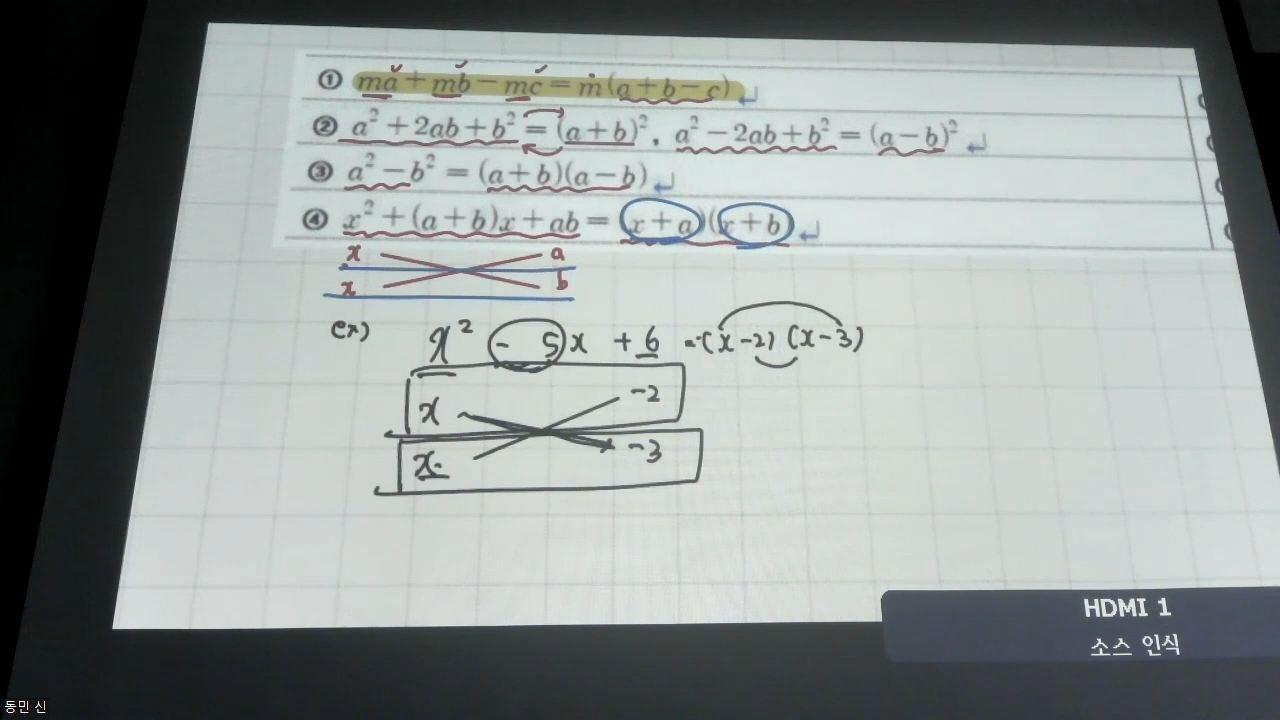 ① ma + mb − mc = m(a + b − c)
② a² + 2ab + b² = (a + b)², a² − 2ab + b² = (a − b)²
③ a² − b² = (a + b)(a − b)
④ x² + (a + b)x + ab = (x + a)(x + b)
x a
x b
ex) x² − 5x + 6 = (x − 2)(x − 3)
x −2
x −3
HDMI 1
소스 인식
동민 신